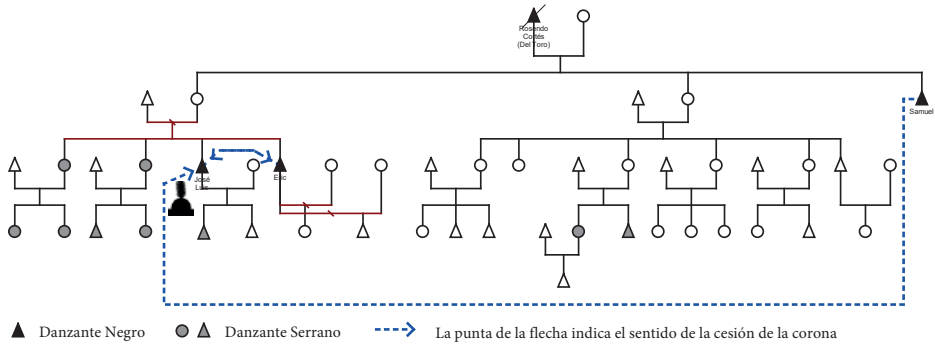 Rosendo
Cortés
(Del Toro)
Samuel
José
Luis
Eric
Danzante Negro
Danzante Serrano
La punta de la flecha indica el sentido de la cesión de la corona